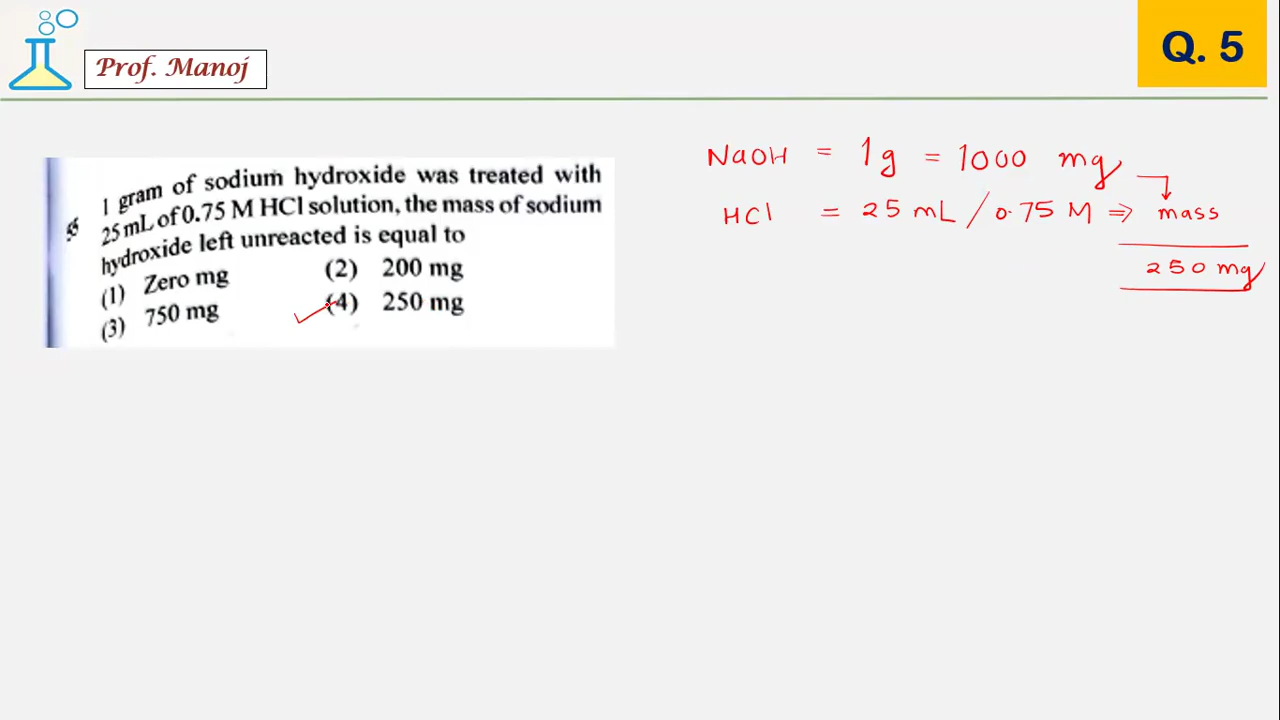 Prof. Manoj
Q. 5
1 gram of sodium hydroxide was treated with
25 mL of 0.75 M HCl solution, the mass of sodium
hydroxide left unreacted is equal to
(1) Zero mg (2) 200 mg
(3) 750 mg (4) 250 mg
NaOH = 1g = 1000 mg
HCl = 25 mL / 0.75 M ⇒ mass
250 mg